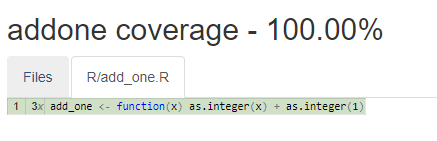 addone coverage - 100.00%
Files R/add_one.R
1 3x add_one <- function(x) as.integer(x) + as.integer(1)